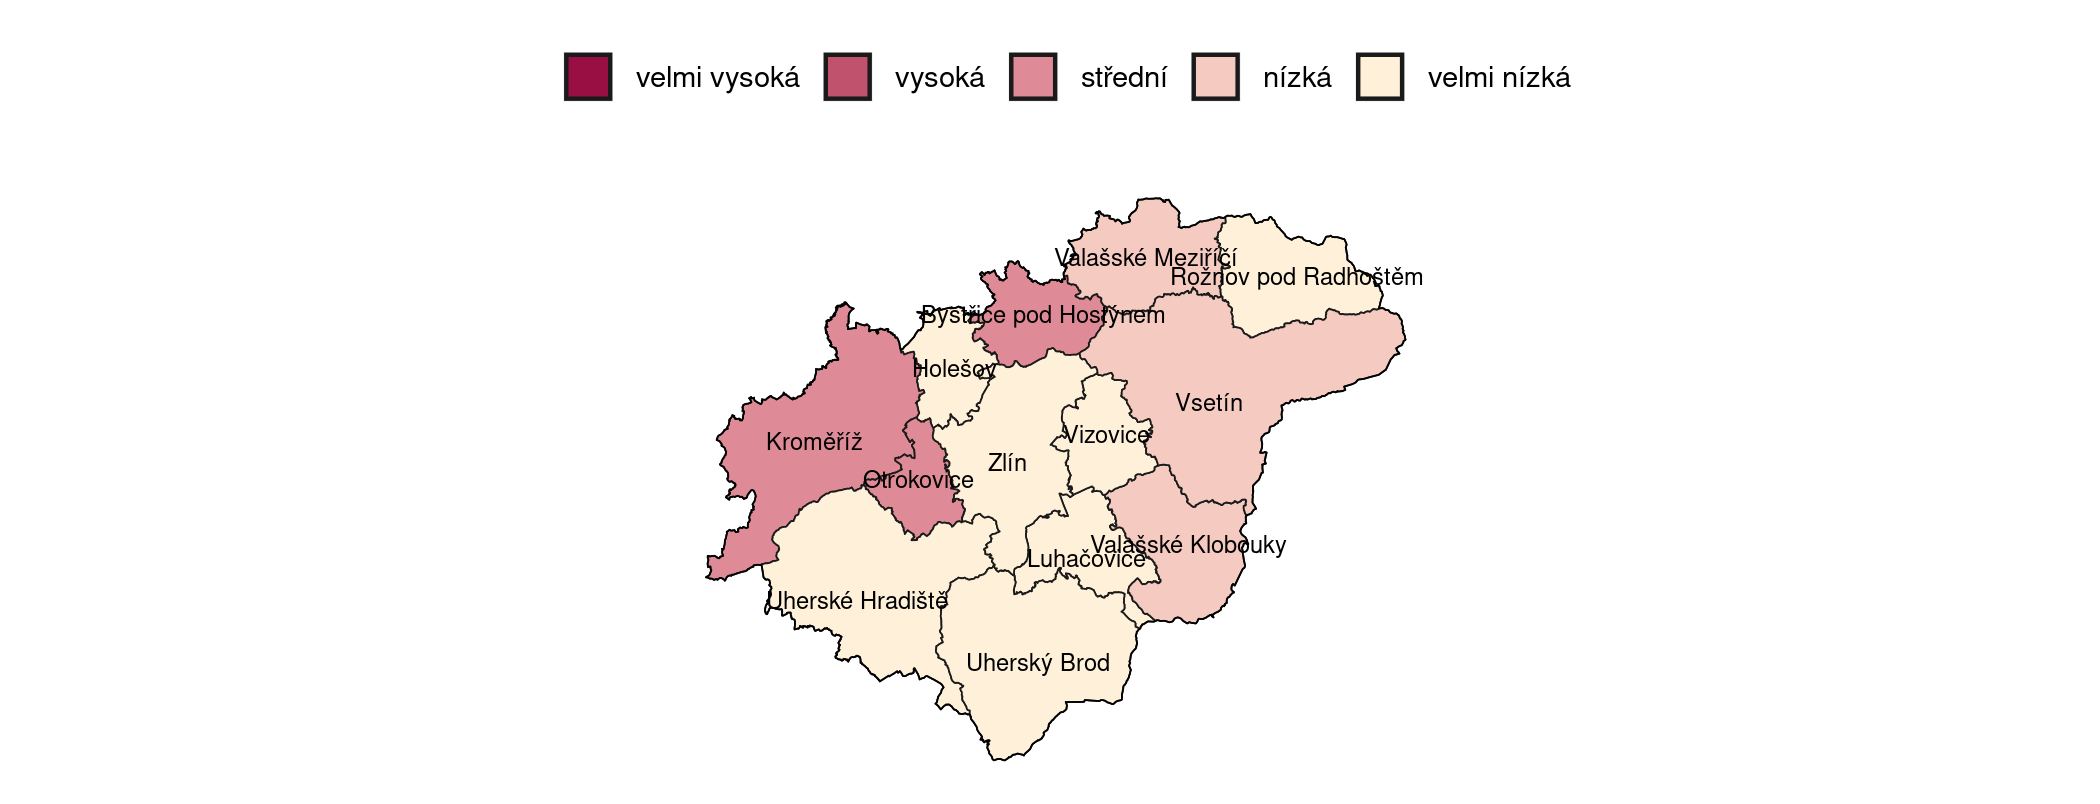 velmi vysoká vysoká střední nízká velmi nízká
Valašské Meziříčí
Rožnov pod Radhoštěm
Bystřice pod Hostýnem
Holešov
Vsetín
Kroměříž
Vizovice
Zlín
Otrokovice
Valašské Klobouky
Luhačovice
Uherské Hradiště
Uherský Brod